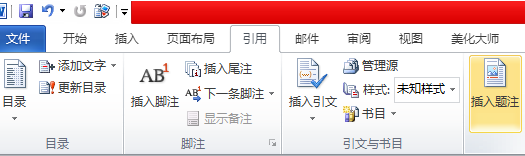 文件 开始 插入 页面布局 引用 邮件 审阅 视图 美化大师
添加文字 插入尾注 管理源
更新目录 下一条脚注 样式: 未知样式
目录 插入脚注 显示备注 插入引文 书目 插入题注
目录 脚注 引文与书目